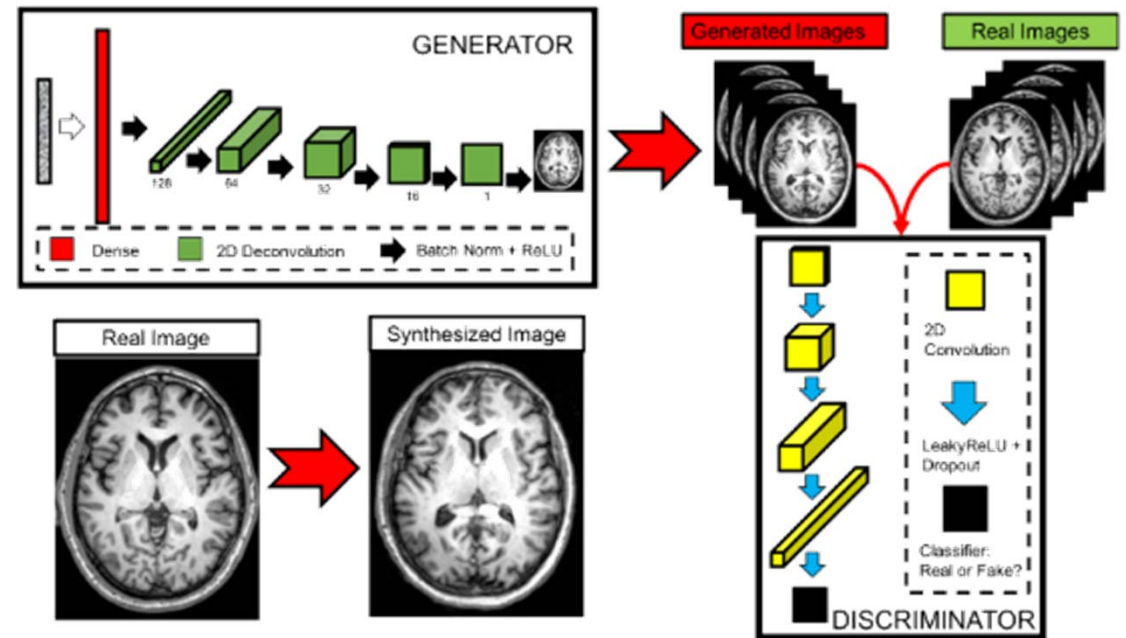 GENERATOR
128
64
32
16
1
Dense
2D Deconvolution
Batch Norm + ReLU
Generated Images
Real Images
Real Image
Synthesized Image
2D
Convolution
LeakyReLU +
Dropout
Classifier:
Real or Fake?
DISCRIMINATOR